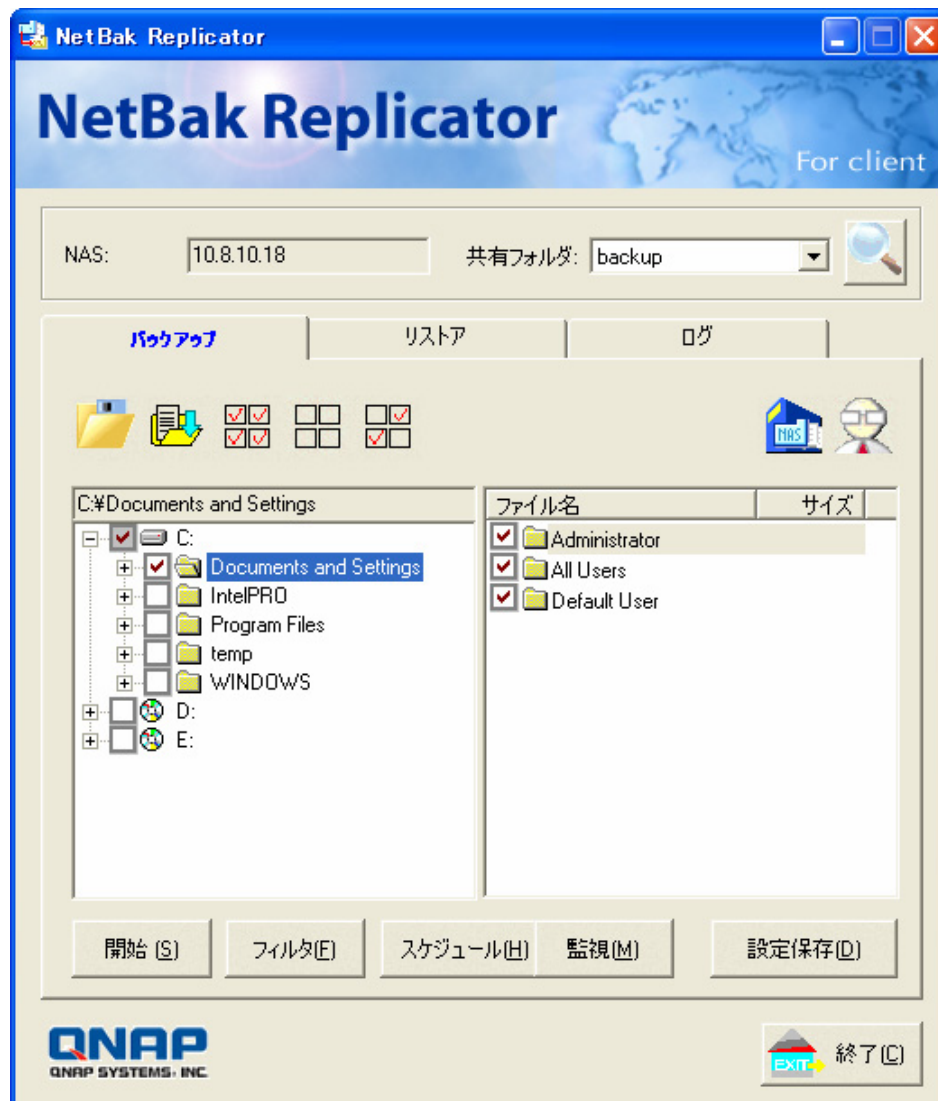 NetBak Replicator
NetBak Replicator
For client
NAS: 10.8.10.18 共有フォルダ: backup
バックアップ リストア ログ
NAS
C:¥Documents and Settings
ファイル名 サイズ
C:
Documents and Settings
IntelPRO
Program Files
temp
WINDOWS
D:
E:
Administrator
All Users
Default User
開始 (S) フィルタ(F) スケジュール(H) 監視(M) 設定保存(D)
QNAP
QNAP SYSTEMS, INC
EXIT 終了(C)